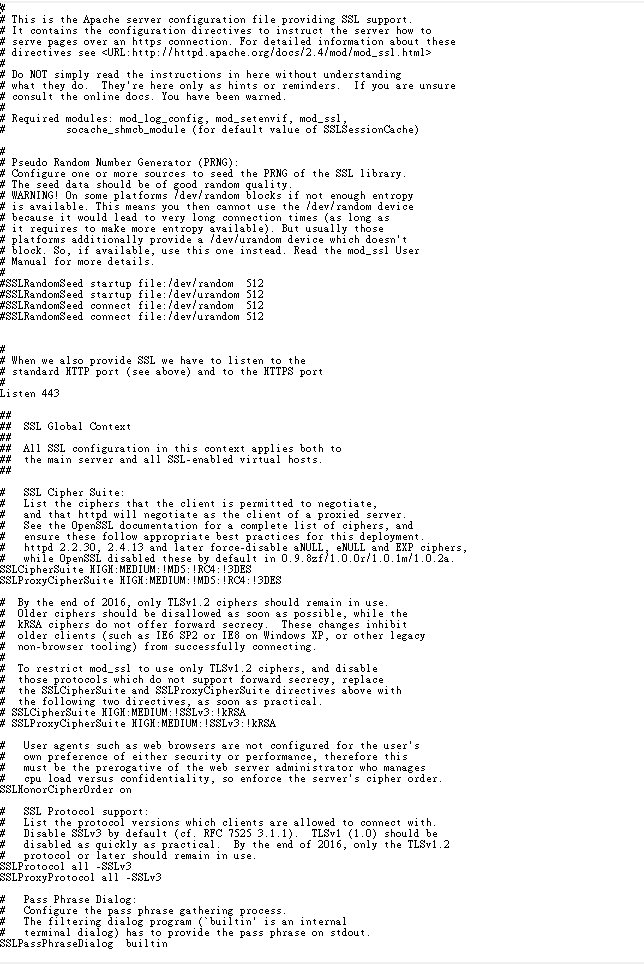 #
# This is the Apache server configuration file providing SSL support.
# It contains the configuration directives to instruct the server how to
# serve pages over an https connection. For detailed information about these
# directives see <URL:http://httpd.apache.org/docs/2.4/mod/mod_ssl.html>
#
# Do NOT simply read the instructions in here without understanding
# what they do.  They're here only as hints or reminders.  If you are unsure
# consult the online docs. You have been warned.
#
# Required modules: mod_log_config, mod_setenvif, mod_ssl,
#          socache_shmcb_module (for default value of SSLSessionCache)

#
# Pseudo Random Number Generator (PRNG):
# Configure one or more sources to seed the PRNG of the SSL library.
# The seed data should be of good random quality.
# WARNING! On some platforms /dev/random blocks if not enough entropy
# is available. This means you then cannot use the /dev/random device
# because it would lead to very long connection times (as long as
# it requires to make more entropy available). But usually those
# platforms additionally provide a /dev/urandom device which doesn't
# block. So, if available, use this one instead. Read the mod_ssl User
# Manual for more details.
#
#SSLRandomSeed startup file:/dev/random  512
#SSLRandomSeed startup file:/dev/urandom 512
#SSLRandomSeed connect file:/dev/random  512
#SSLRandomSeed connect file:/dev/urandom 512


#
# When we also provide SSL we have to listen to the
# standard HTTP port (see above) and to the HTTPS port
#
Listen 443

##
##  SSL Global Context
##
##  All SSL configuration in this context applies both to
##  the main server and all SSL-enabled virtual hosts.
##

#   SSL Cipher Suite:
#   List the ciphers that the client is permitted to negotiate,
#   and that httpd will negotiate as the client of a proxied server.
#   See the OpenSSL documentation for a complete list of ciphers, and
#   ensure these follow appropriate best practices for this deployment.
#   httpd 2.2.30, 2.4.13 and later force-disable aNULL, eNULL and EXP ciphers,
#   while OpenSSL disabled these by default in 0.9.8zf/1.0.0r/1.0.1m/1.0.2a.
SSLCipherSuite HIGH:MEDIUM:!MD5:!RC4:!3DES
SSLProxyCipherSuite HIGH:MEDIUM:!MD5:!RC4:!3DES

#  By the end of 2016, only TLSv1.2 ciphers should remain in use.
#  Older ciphers should be disallowed as soon as possible, while the
#  kRSA ciphers do not offer forward secrecy.  These changes inhibit
#  older clients (such as IE6 SP2 or IE8 on Windows XP, or other legacy
#  non-browser tooling) from successfully connecting.
#
#  To restrict mod_ssl to use only TLSv1.2 ciphers, and disable
#  those protocols which do not support forward secrecy, replace
#  the SSLCipherSuite and SSLProxyCipherSuite directives above with
#  the following two directives, as soon as practical.
# SSLCipherSuite HIGH:MEDIUM:!SSLv3:!kRSA
# SSLProxyCipherSuite HIGH:MEDIUM:!SSLv3:!kRSA

#   User agents such as web browsers are not configured for the user's
#   own preference of either security or performance, therefore this
#   must be the prerogative of the web server administrator who manages
#   cpu load versus confidentiality, so enforce the server's cipher order.
SSLHonorCipherOrder on

#   SSL Protocol support:
#   List the protocol versions which clients are allowed to connect with.
#   Disable SSLv3 by default (cf. RFC 7525 3.1.1).  TLSv1 (1.0) should be
#   disabled as quickly as practical.  By the end of 2016, only the TLSv1.2
#   protocol or later should remain in use.
SSLProtocol all -SSLv3
SSLProxyProtocol all -SSLv3

#   Pass Phrase Dialog:
#   Configure the pass phrase gathering process.
#   The filtering dialog program (`builtin' is an internal
#   terminal dialog) has to provide the pass phrase on stdout.
SSLPassPhraseDialog  builtin